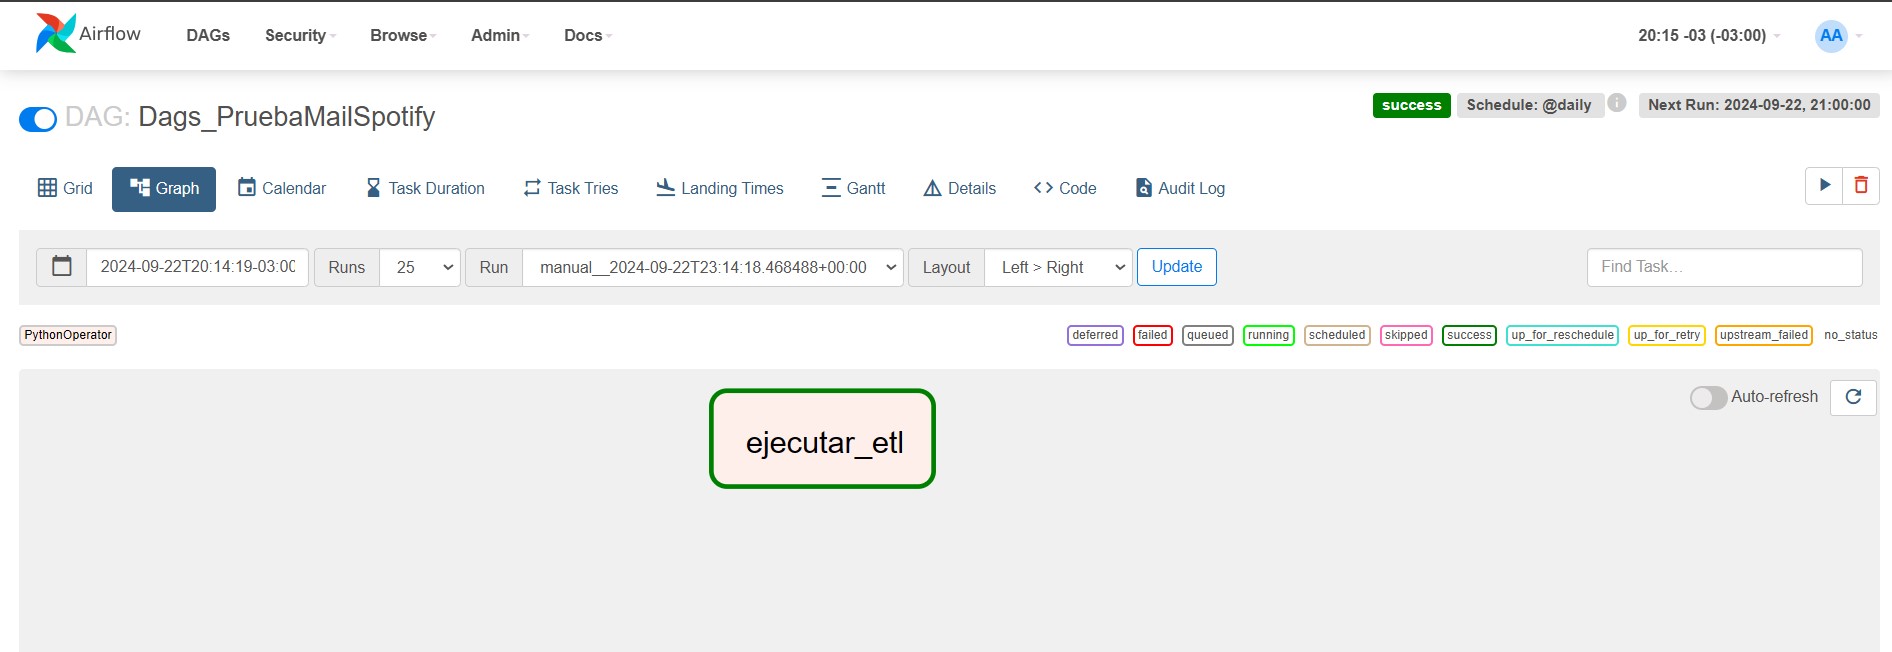 Airflow DAGs Security Browse Admin Docs 20:15 -03 (-03:00) AA
DAG: Dags_PruebaMailSpotify success Schedule: @daily i Next Run: 2024-09-22, 21:00:00
Grid Graph Calendar Task Duration Task Tries Landing Times Gantt Details Code Audit Log
2024-09-22T20:14:19-03:00 Runs 25 Run manual__2024-09-22T23:14:18.468488+00:00 Layout Left > Right Update Find Task...
PythonOperator deferred failed queued running scheduled skipped success up_for_reschedule up_for_retry upstream_failed no_status
Auto-refresh
ejecutar_etl